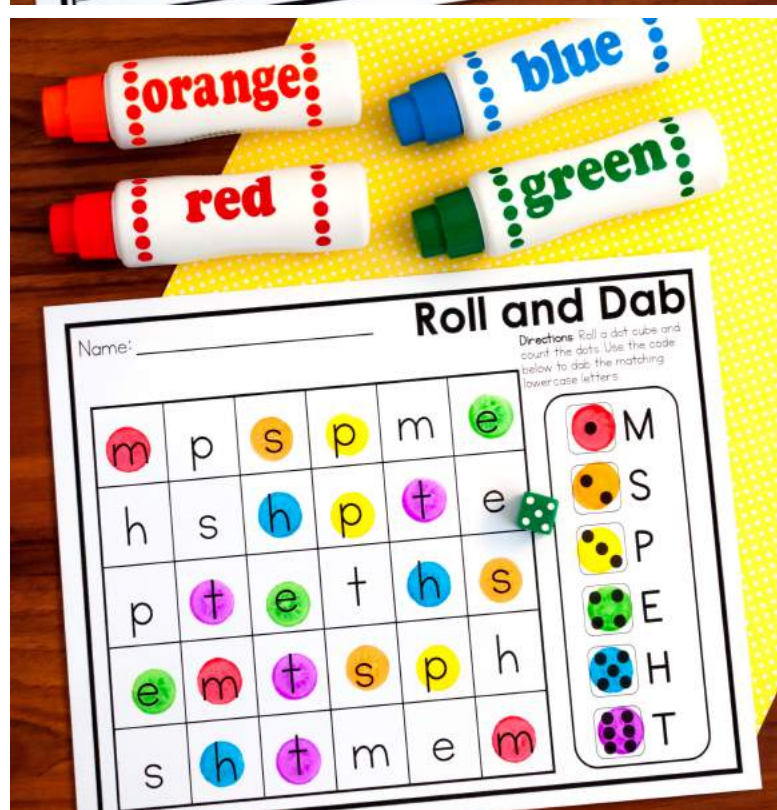 orange
blue
red
green
Roll and Dab
Name:
Directions: Roll a dot cube and
count the dots. Use the code
below to dab the matching
lowercase letters.
m p s p m e
h s h p t e
p t e t h s
e m t s p h
s h t m e m
M
S
P
E
H
T